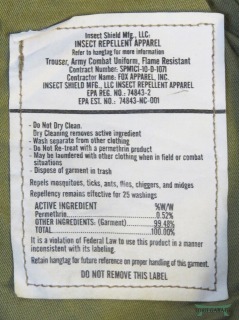 Insect Shield Mfg., LLC.
INSECT REPELLENT APPAREL
Refer to hangtag for more information
Trouser, Army Combat Uniform, Flame Resistant
Contract Number: SPM1C1-10-D-1071
Contractor Name: FOX APPAREL, INC.
INSECT SHIELD MFG., LLC INSECT REPELLENT APPAREL
EPA REG. NO.: 74843-2
EPA EST. NO.: 74843-NC-001
- Do Not Dry Clean.
Dry Cleaning removes active ingredient
- Wash separate from other clothing
- Do Not Re-treat with a permethrin product
- May be laundered with other clothing when in field or combat
situations
- Dispose of garment in trash
Repels mosquitoes, ticks, ants, flies, chiggers, and midges
Repellency remains effective for 25 washings
ACTIVE INGREDIENT %W/W
Permethrin 0.52%
OTHER INGREDIENTS: (Garment) 99.48%
TOTAL 100.00%
It is a violation of Federal Law to use this product in a manner
inconsistent with its labeling.
Retain hangtag for future reference on proper handling of this garment.
DO NOT REMOVE THIS LABEL